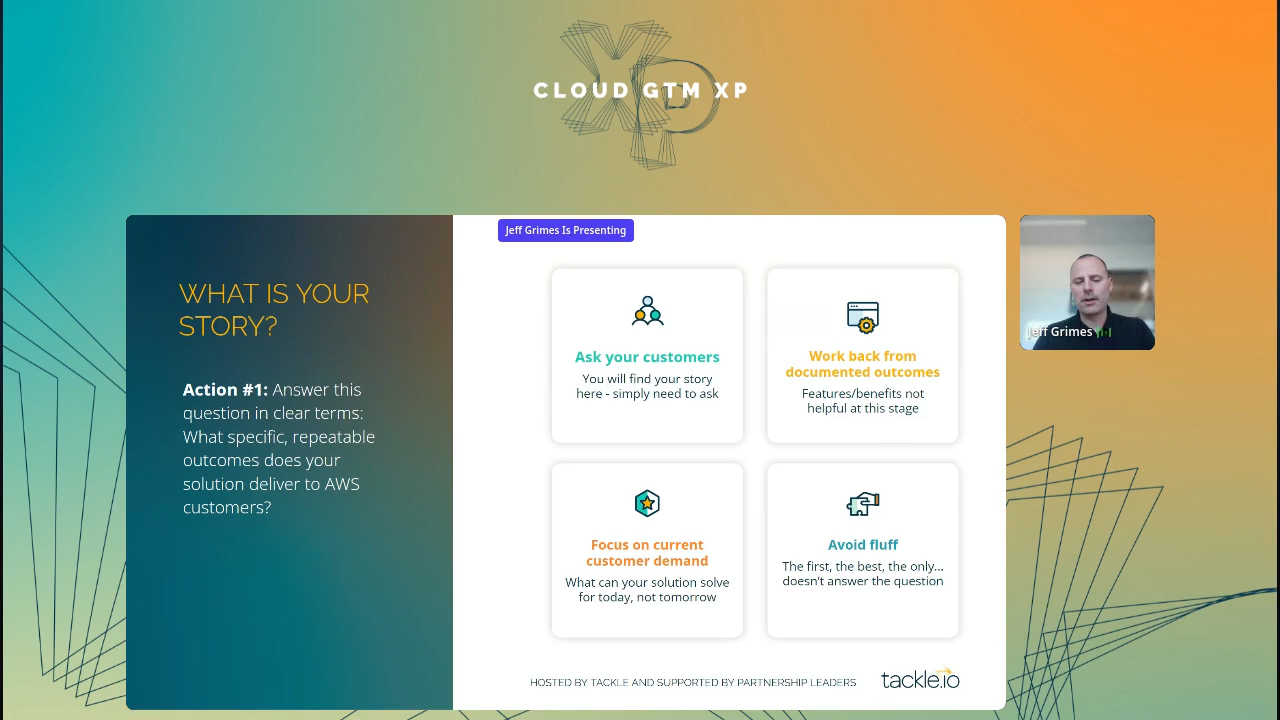 CLOUD GTM XP
Jeff Grimes Is Presenting
WHAT IS YOUR
STORY?
Action #1: Answer this
question in clear terms:
What specific, repeatable
outcomes does your
solution deliver to AWS
customers?
Ask your customers
You will find your story
here - simply need to ask
Work back from
documented outcomes
Features/benefits not
helpful at this stage
Focus on current
customer demand
What can your solution solve
for today, not tomorrow
Avoid fluff
The first, the best, the only...
doesn't answer the question
HOSTED BY TACKLE AND SUPPORTED BY PARTNERSHIP LEADERS
tackle.io
Jeff Grimes